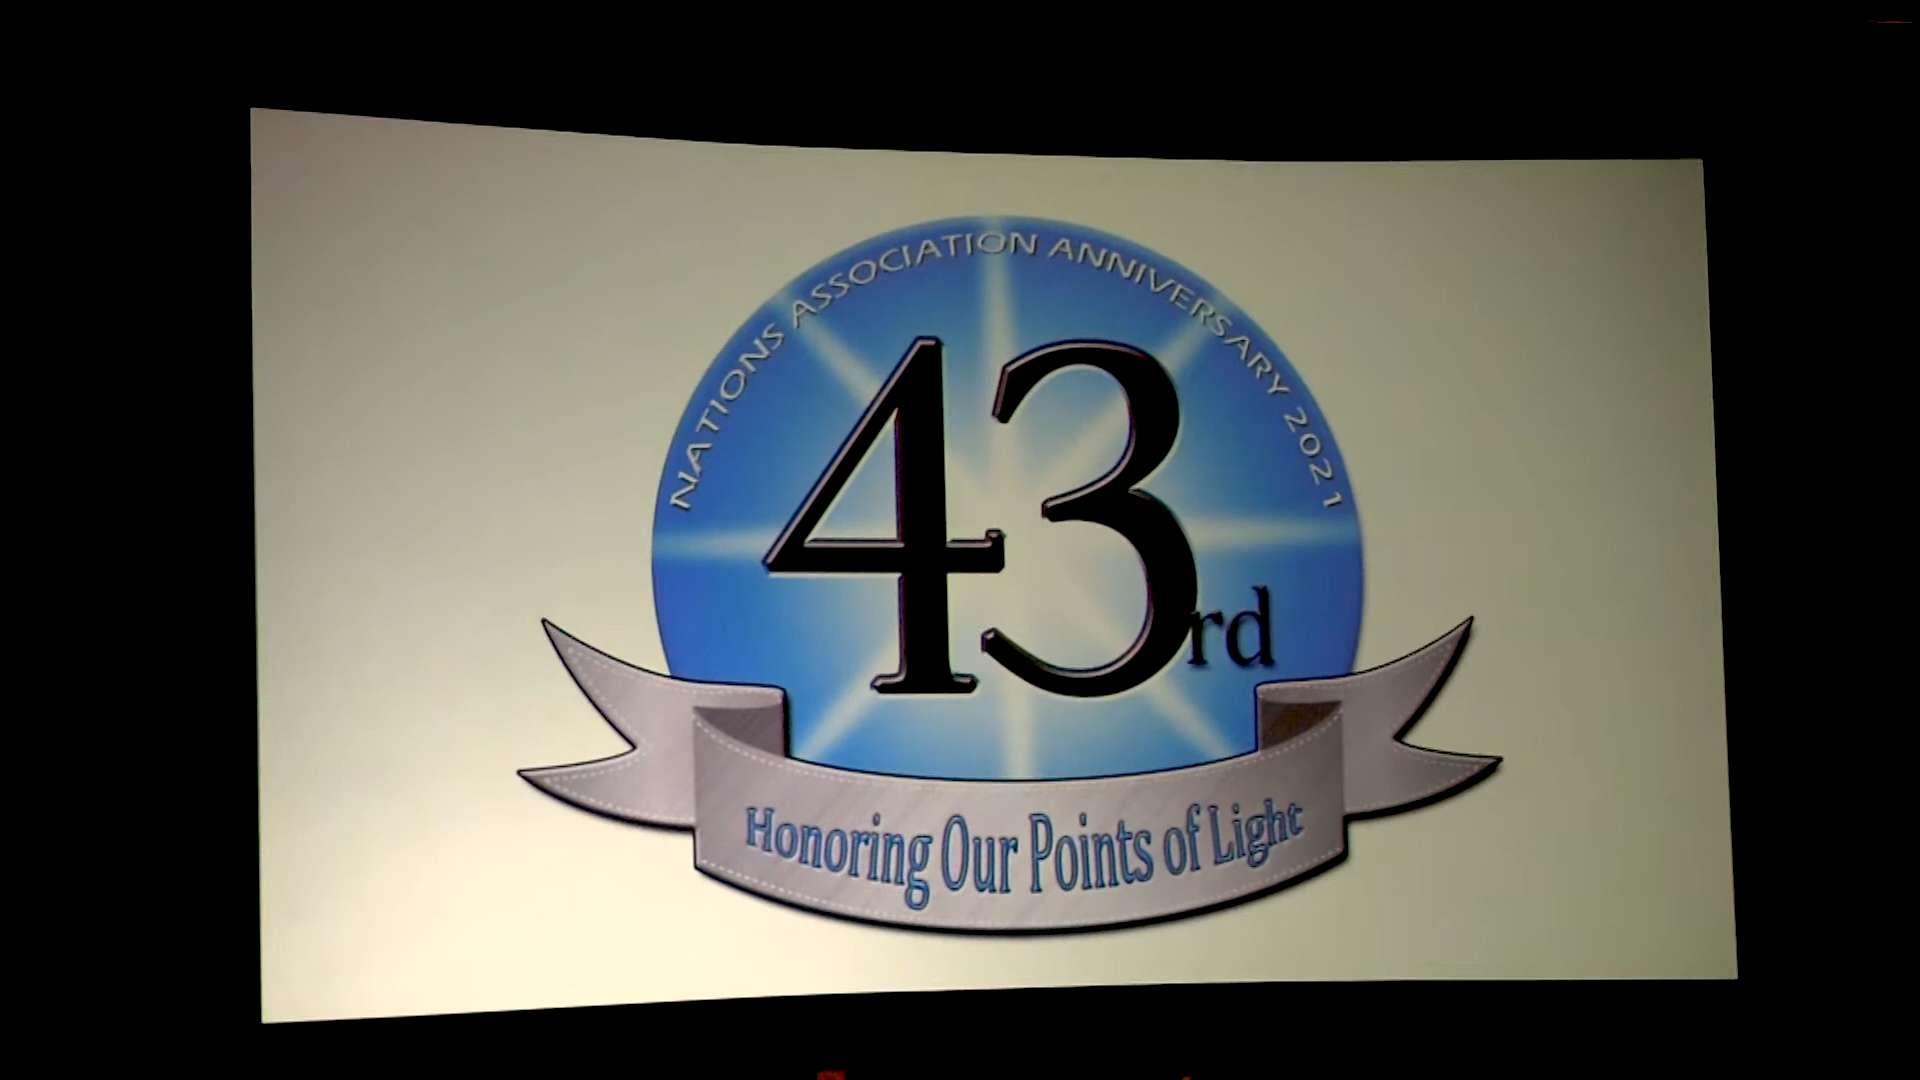 NATIONS ASSOCIATION ANNIVERSARY 2021
43rd
Honoring Our Points of Light